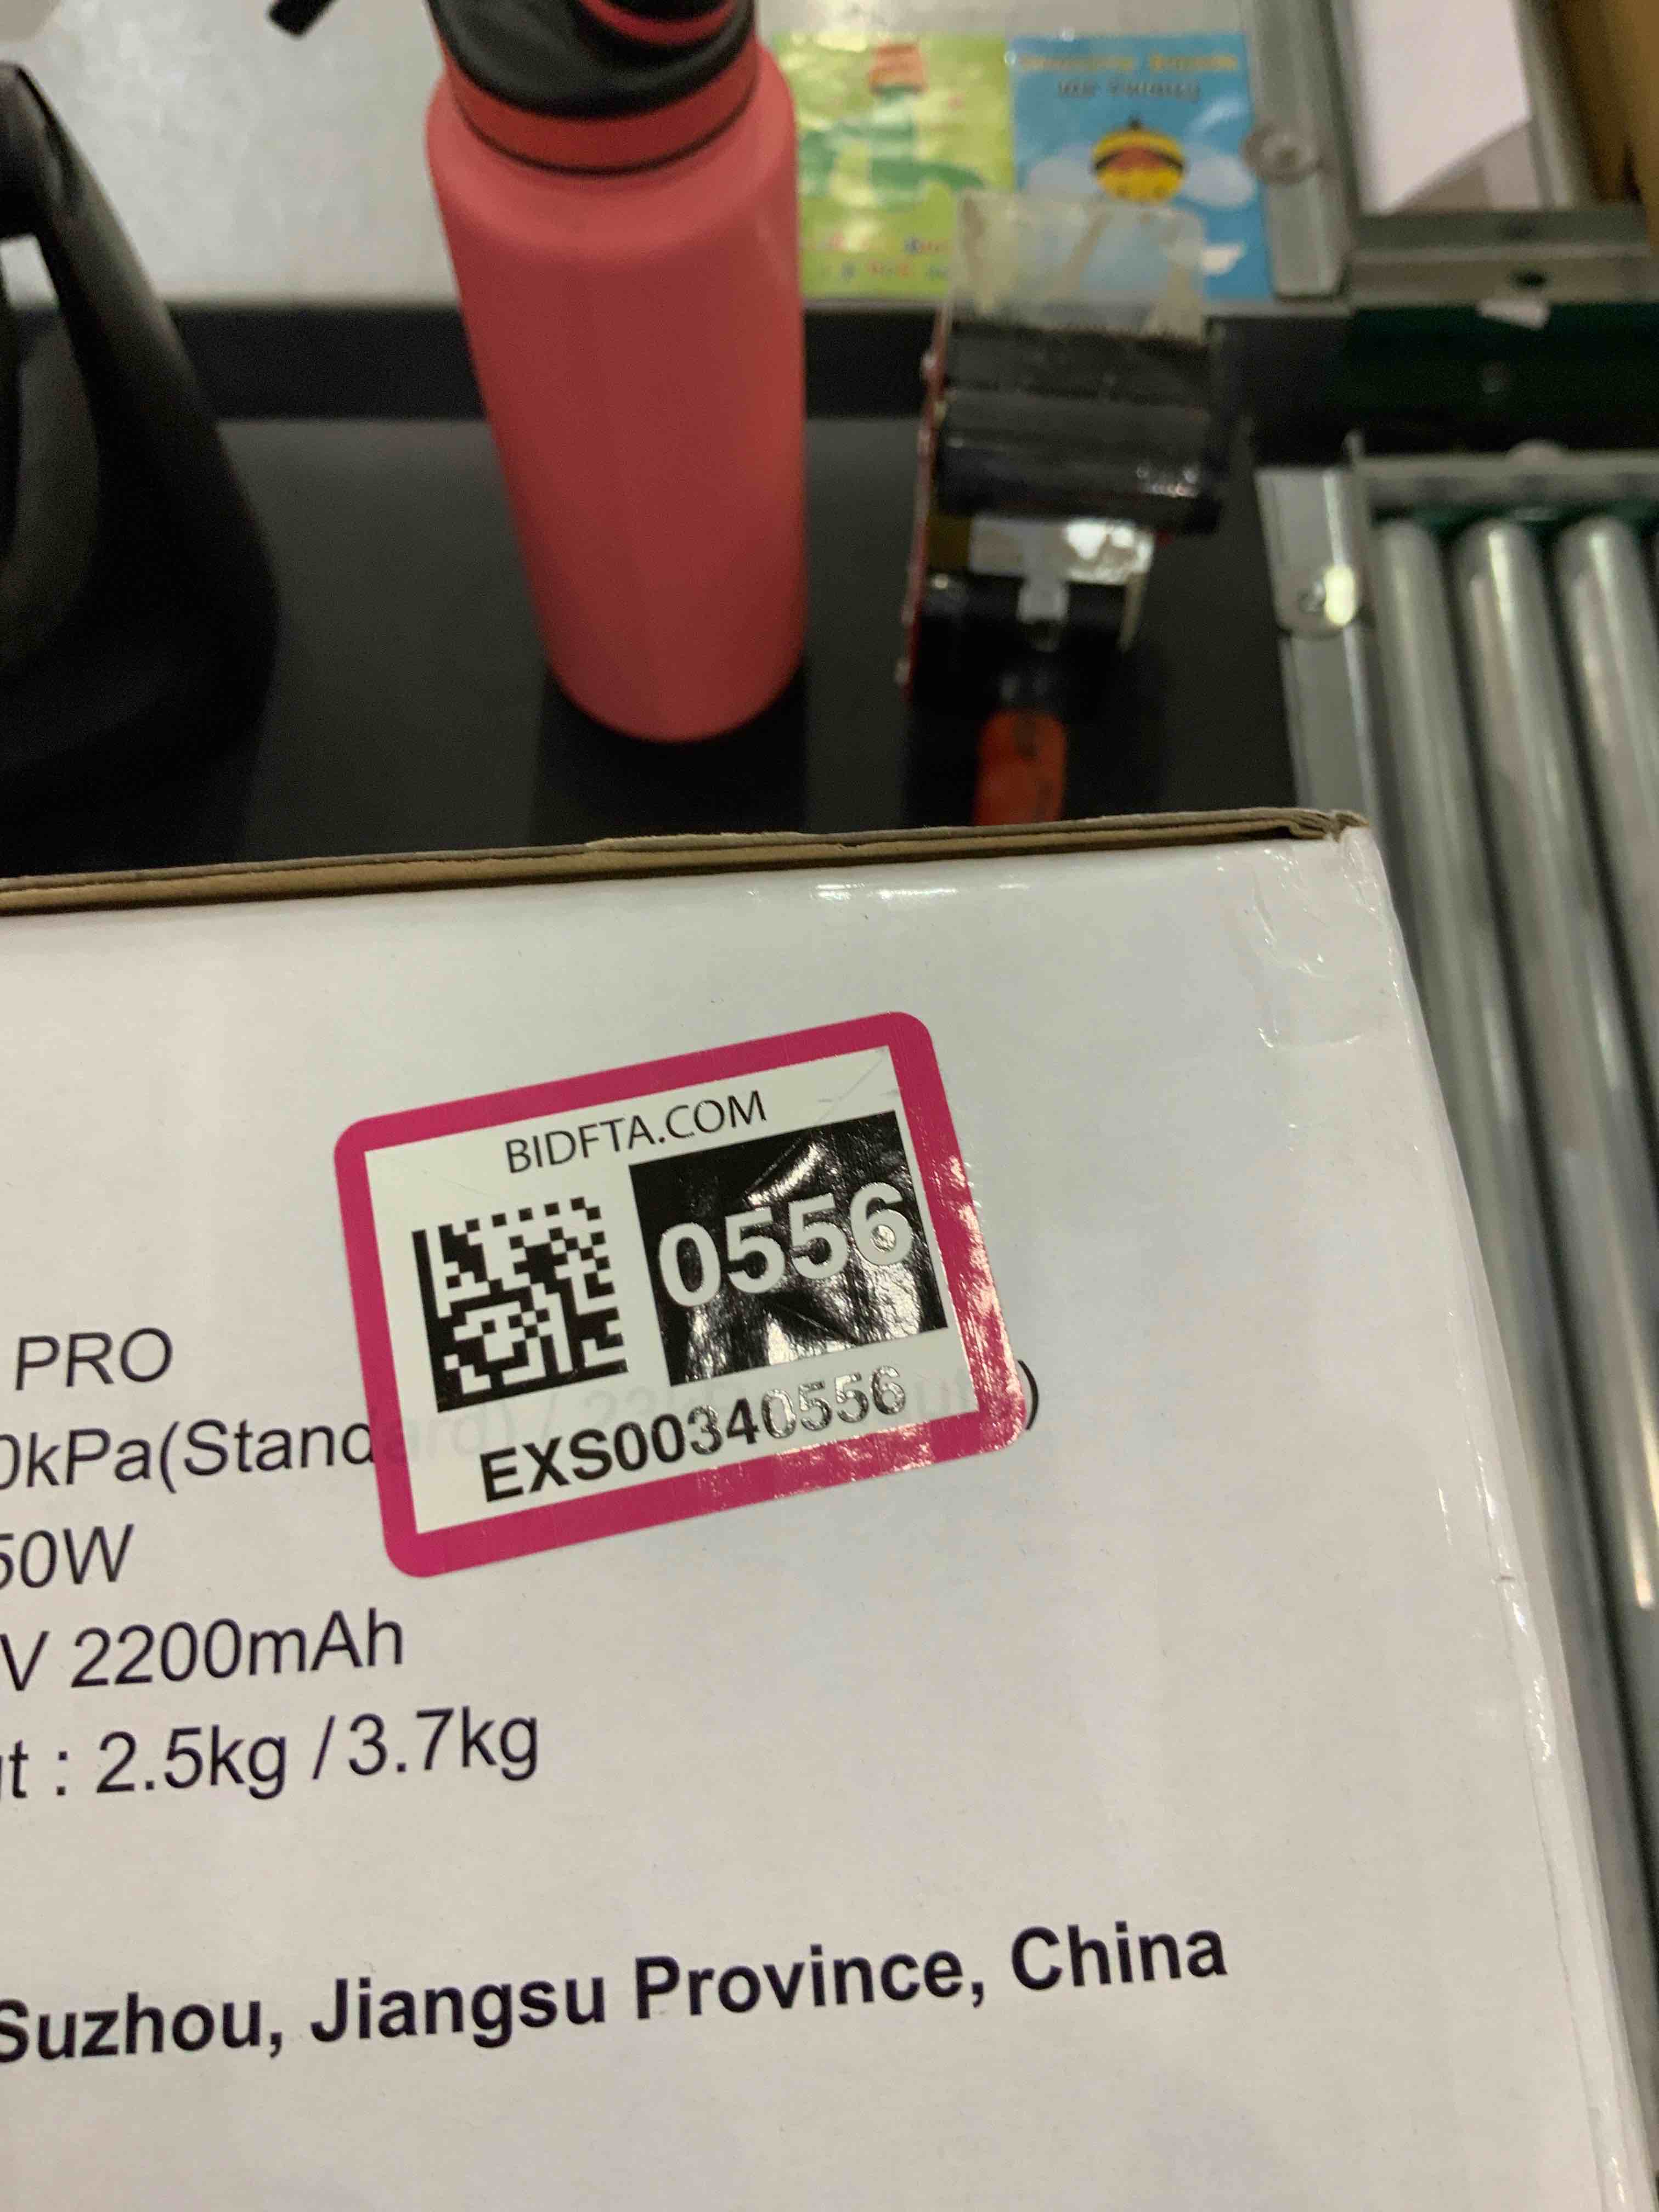 BIDFTA.COM
0556
EXS00340556
PRO
0kPa(Stand
50W
V 2200mAh
t : 2.5kg / 3.7kg
Suzhou, Jiangsu Province, China